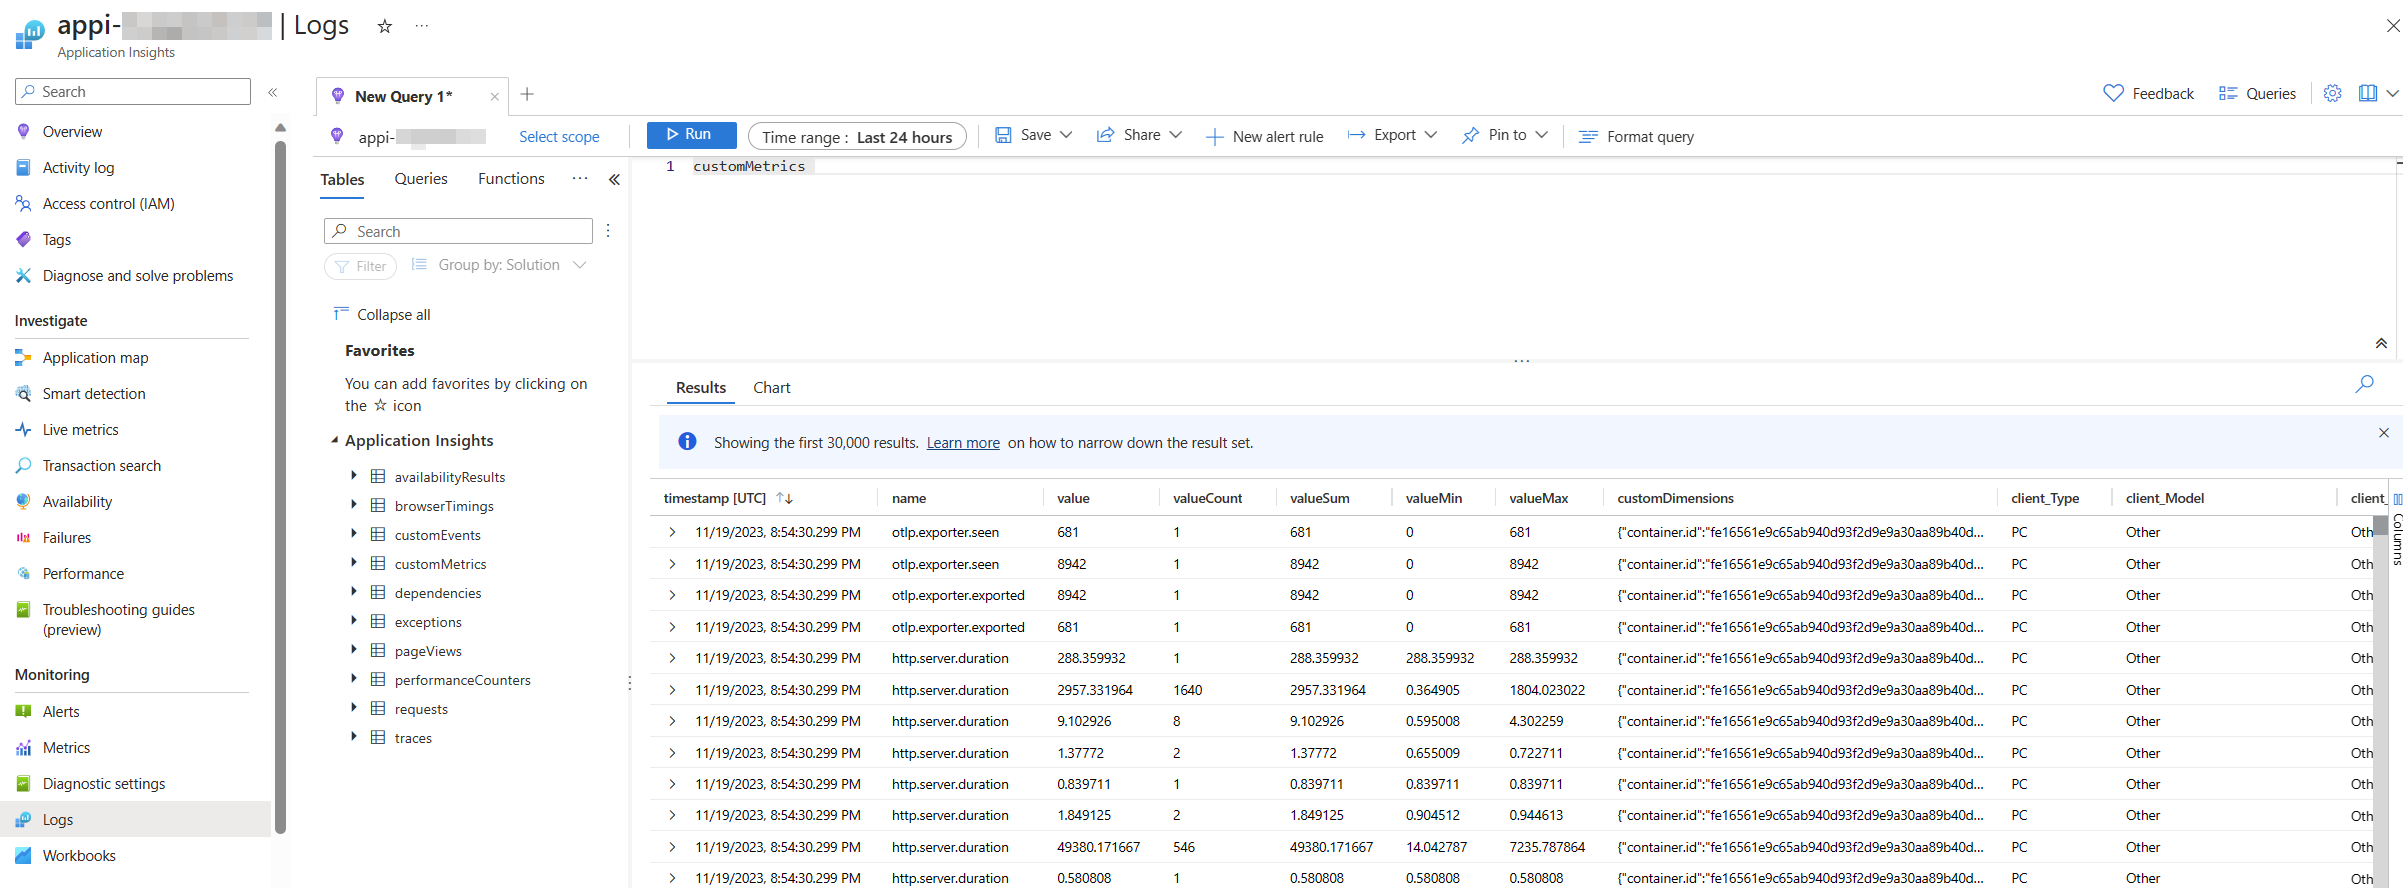 appi- | Logs
Application Insights
Search
Overview
Activity log
Access control (IAM)
Tags
Diagnose and solve problems
Investigate
Application map
Smart detection
Live metrics
Transaction search
Availability
Failures
Performance
Troubleshooting guides
(preview)
Monitoring
Alerts
Metrics
Diagnostic settings
Logs
Workbooks
New Query 1*
Feedback
Queries
appi-
Select scope
Run
Time range : Last 24 hours
Save
Share
New alert rule
Export
Pin to
Format query
Tables
Queries
Functions
Search
Filter
Group by: Solution
Collapse all
Favorites
You can add favorites by clicking on
the ☆ icon
Application Insights
availabilityResults
browserTimings
customEvents
customMetrics
dependencies
exceptions
pageViews
performanceCounters
requests
traces
1 customMetrics
Results
Chart
Showing the first 30,000 results. Learn more on how to narrow down the result set.
timestamp [UTC] name value valueCount valueSum valueMin valueMax customDimensions client_Type client_Model client_
11/19/2023, 8:54:30.299 PM otlp.exporter.seen 681 1 681 0 681 {"container.id":"fe16561e9c65ab940d93f2d9e9a30aa89b40d... PC Other Oth
11/19/2023, 8:54:30.299 PM otlp.exporter.seen 8942 1 8942 0 8942 {"container.id":"fe16561e9c65ab940d93f2d9e9a30aa89b40d... PC Other Oth
11/19/2023, 8:54:30.299 PM otlp.exporter.exported 8942 1 8942 0 8942 {"container.id":"fe16561e9c65ab940d93f2d9e9a30aa89b40d... PC Other Oth
11/19/2023, 8:54:30.299 PM otlp.exporter.exported 681 1 681 0 681 {"container.id":"fe16561e9c65ab940d93f2d9e9a30aa89b40d... PC Other Oth
11/19/2023, 8:54:30.299 PM http.server.duration 288.359932 1 288.359932 288.359932 288.359932 {"container.id":"fe16561e9c65ab940d93f2d9e9a30aa89b40d... PC Other Oth
11/19/2023, 8:54:30.299 PM http.server.duration 2957.331964 1640 2957.331964 0.364905 1804.023022 {"container.id":"fe16561e9c65ab940d93f2d9e9a30aa89b40d... PC Other Oth
11/19/2023, 8:54:30.299 PM http.server.duration 9.102926 8 9.102926 0.595008 4.302259 {"container.id":"fe16561e9c65ab940d93f2d9e9a30aa89b40d... PC Other Oth
11/19/2023, 8:54:30.299 PM http.server.duration 1.37772 2 1.37772 0.655009 0.722711 {"container.id":"fe16561e9c65ab940d93f2d9e9a30aa89b40d... PC Other Oth
11/19/2023, 8:54:30.299 PM http.server.duration 0.839711 1 0.839711 0.839711 0.839711 {"container.id":"fe16561e9c65ab940d93f2d9e9a30aa89b40d... PC Other Oth
11/19/2023, 8:54:30.299 PM http.server.duration 1.849125 2 1.849125 0.904512 0.944613 {"container.id":"fe16561e9c65ab940d93f2d9e9a30aa89b40d... PC Other Oth
11/19/2023, 8:54:30.299 PM http.server.duration 49380.171667 546 49380.171667 14.042787 7235.787864 {"container.id":"fe16561e9c65ab940d93f2d9e9a30aa89b40d... PC Other Oth
11/19/2023, 8:54:30.299 PM http.server.duration 0.580808 1 0.580808 0.580808 0.580808 {"container.id":"fe16561e9c65ab940d93f2d9e9a30aa89b40d... PC Other Oth
Columns